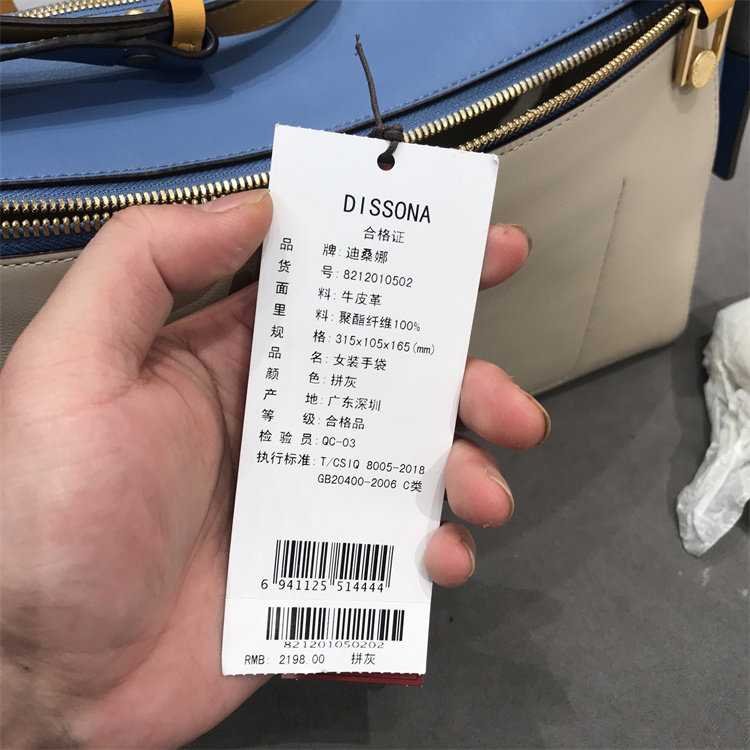 DISSONA
合格证
品 牌:迪桑娜
货 号:8212010502
面 料:牛皮革
里 料:聚酯纤维100%
规 格:315x105x165(mm)
品 名:女装手袋
颜 色:拼灰
产 地:广东深圳
等 级:合格品
检 验 员:QC-03
执行标准:T/CSIQ 8005-2018
GB20400-2006 C类
6 941125 514444
821201050202
RMB: 2198.00 拼灰